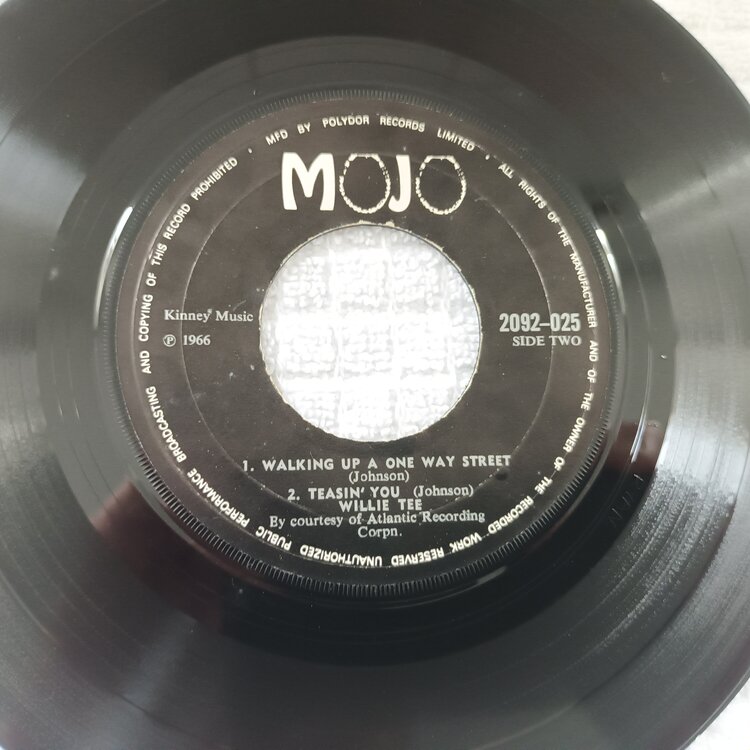 MFD BY POLYDOR RECORDS LIMITED · ALL RIGHTS OF THE MANUFACTURER AND OF THE OWNER OF THE RECORDED WORK RESERVED UNAUTHORIZED PUBLIC PERFORMANCE BROADCASTING AND COPYING OF THIS RECORD PROHIBITED ·
MOJO
Kinney Music
℗ 1966
2092-025
SIDE TWO
1. WALKING UP A ONE WAY STREET
(Johnson)
2. TEASIN' YOU (Johnson)
WILLIE TEE
By courtesy of Atlantic Recording
Corpn.